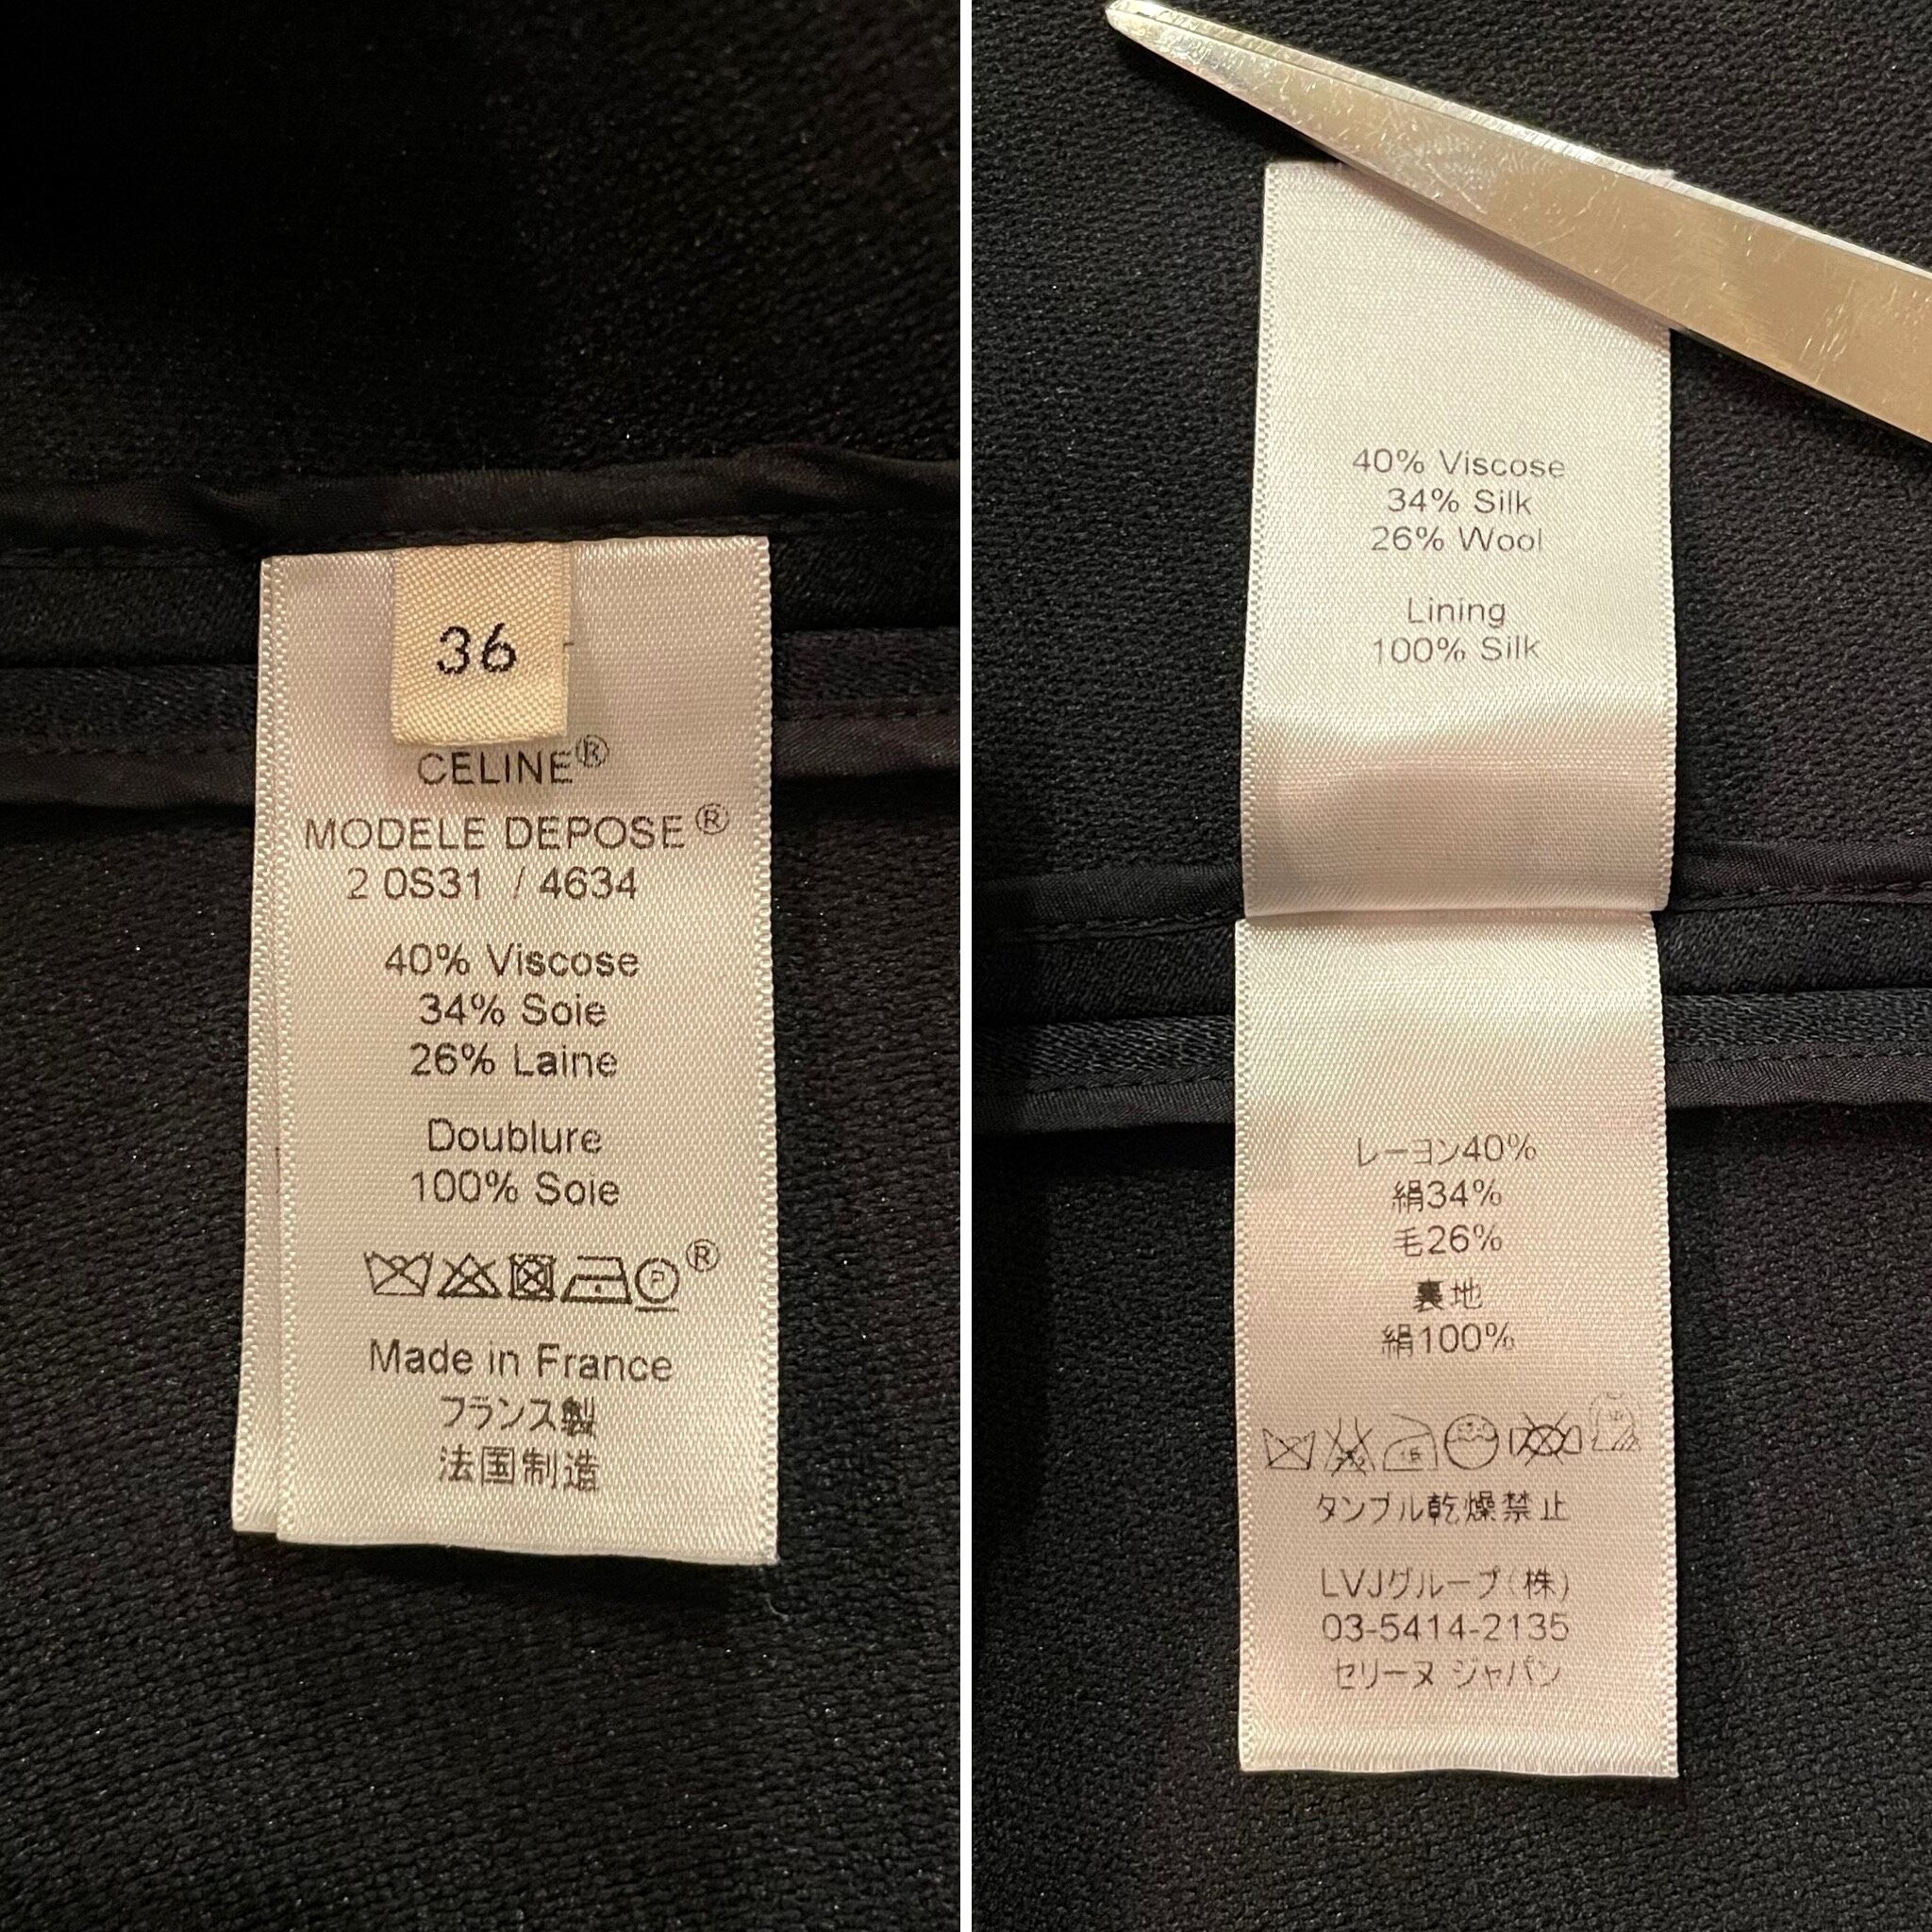 36
CELINE®
MODELE DEPOSE®
2 0S31 / 4634
40% Viscose
34% Soie
26% Laine
Doublure
100% Soie
P ®
Made in France
フランス製
法国制造
40% Viscose
34% Silk
26% Wool
Lining
100% Silk
レーヨン40%
絹34%
毛26%
裏地
絹100%
タンブル乾燥禁止
LVJグループ(株)
03-5414-2135
セリーヌ ジャパン